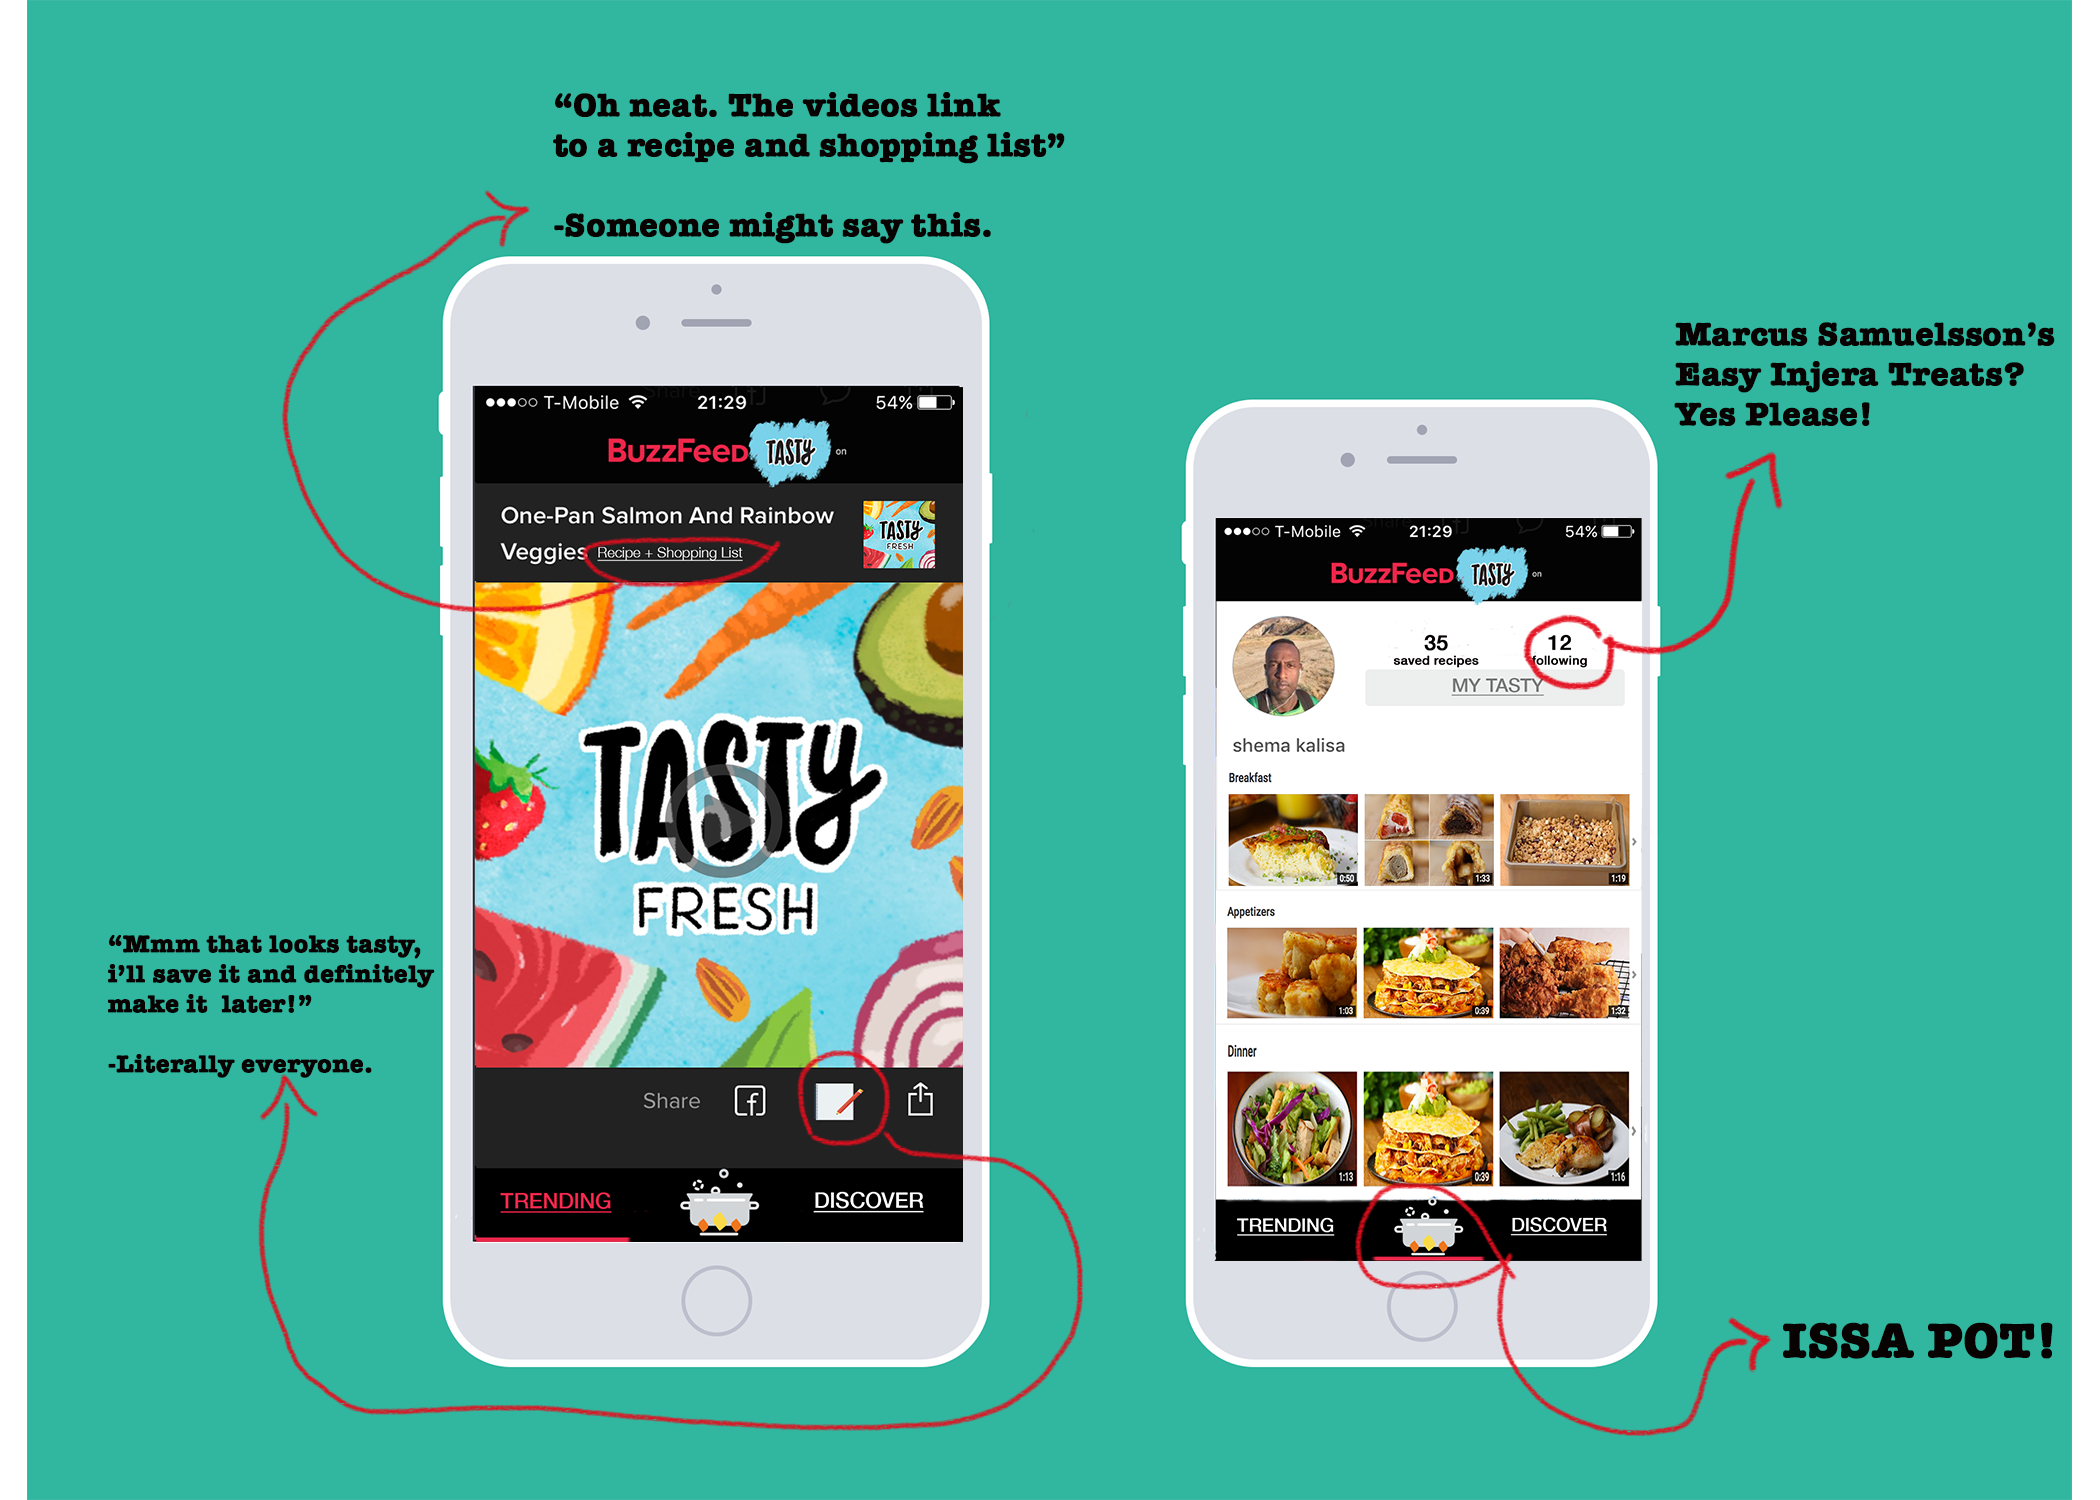 “Oh neat. The videos link
to a recipe and shopping list”
-Someone might say this.
T-Mobile 21:29 54%
BuzzFeed TASTY on
One-Pan Salmon And Rainbow
Veggies Recipe + Shopping List
TASTY
FRESH
TASTY
FRESH
Share
TRENDING DISCOVER
“Mmm that looks tasty,
i’ll save it and definitely
make it later!”
-Literally everyone.
Marcus Samuelsson’s
Easy Injera Treats?
Yes Please!
T-Mobile 21:29 54%
BuzzFeed TASTY on
35 12
saved recipes following
MY TASTY
shema kalisa
Breakfast
0:50 1:33 1:19
Appetizers
1:03 0:39 1:32
Dinner
1:13 0:39 1:16
TRENDING DISCOVER
ISSA POT!